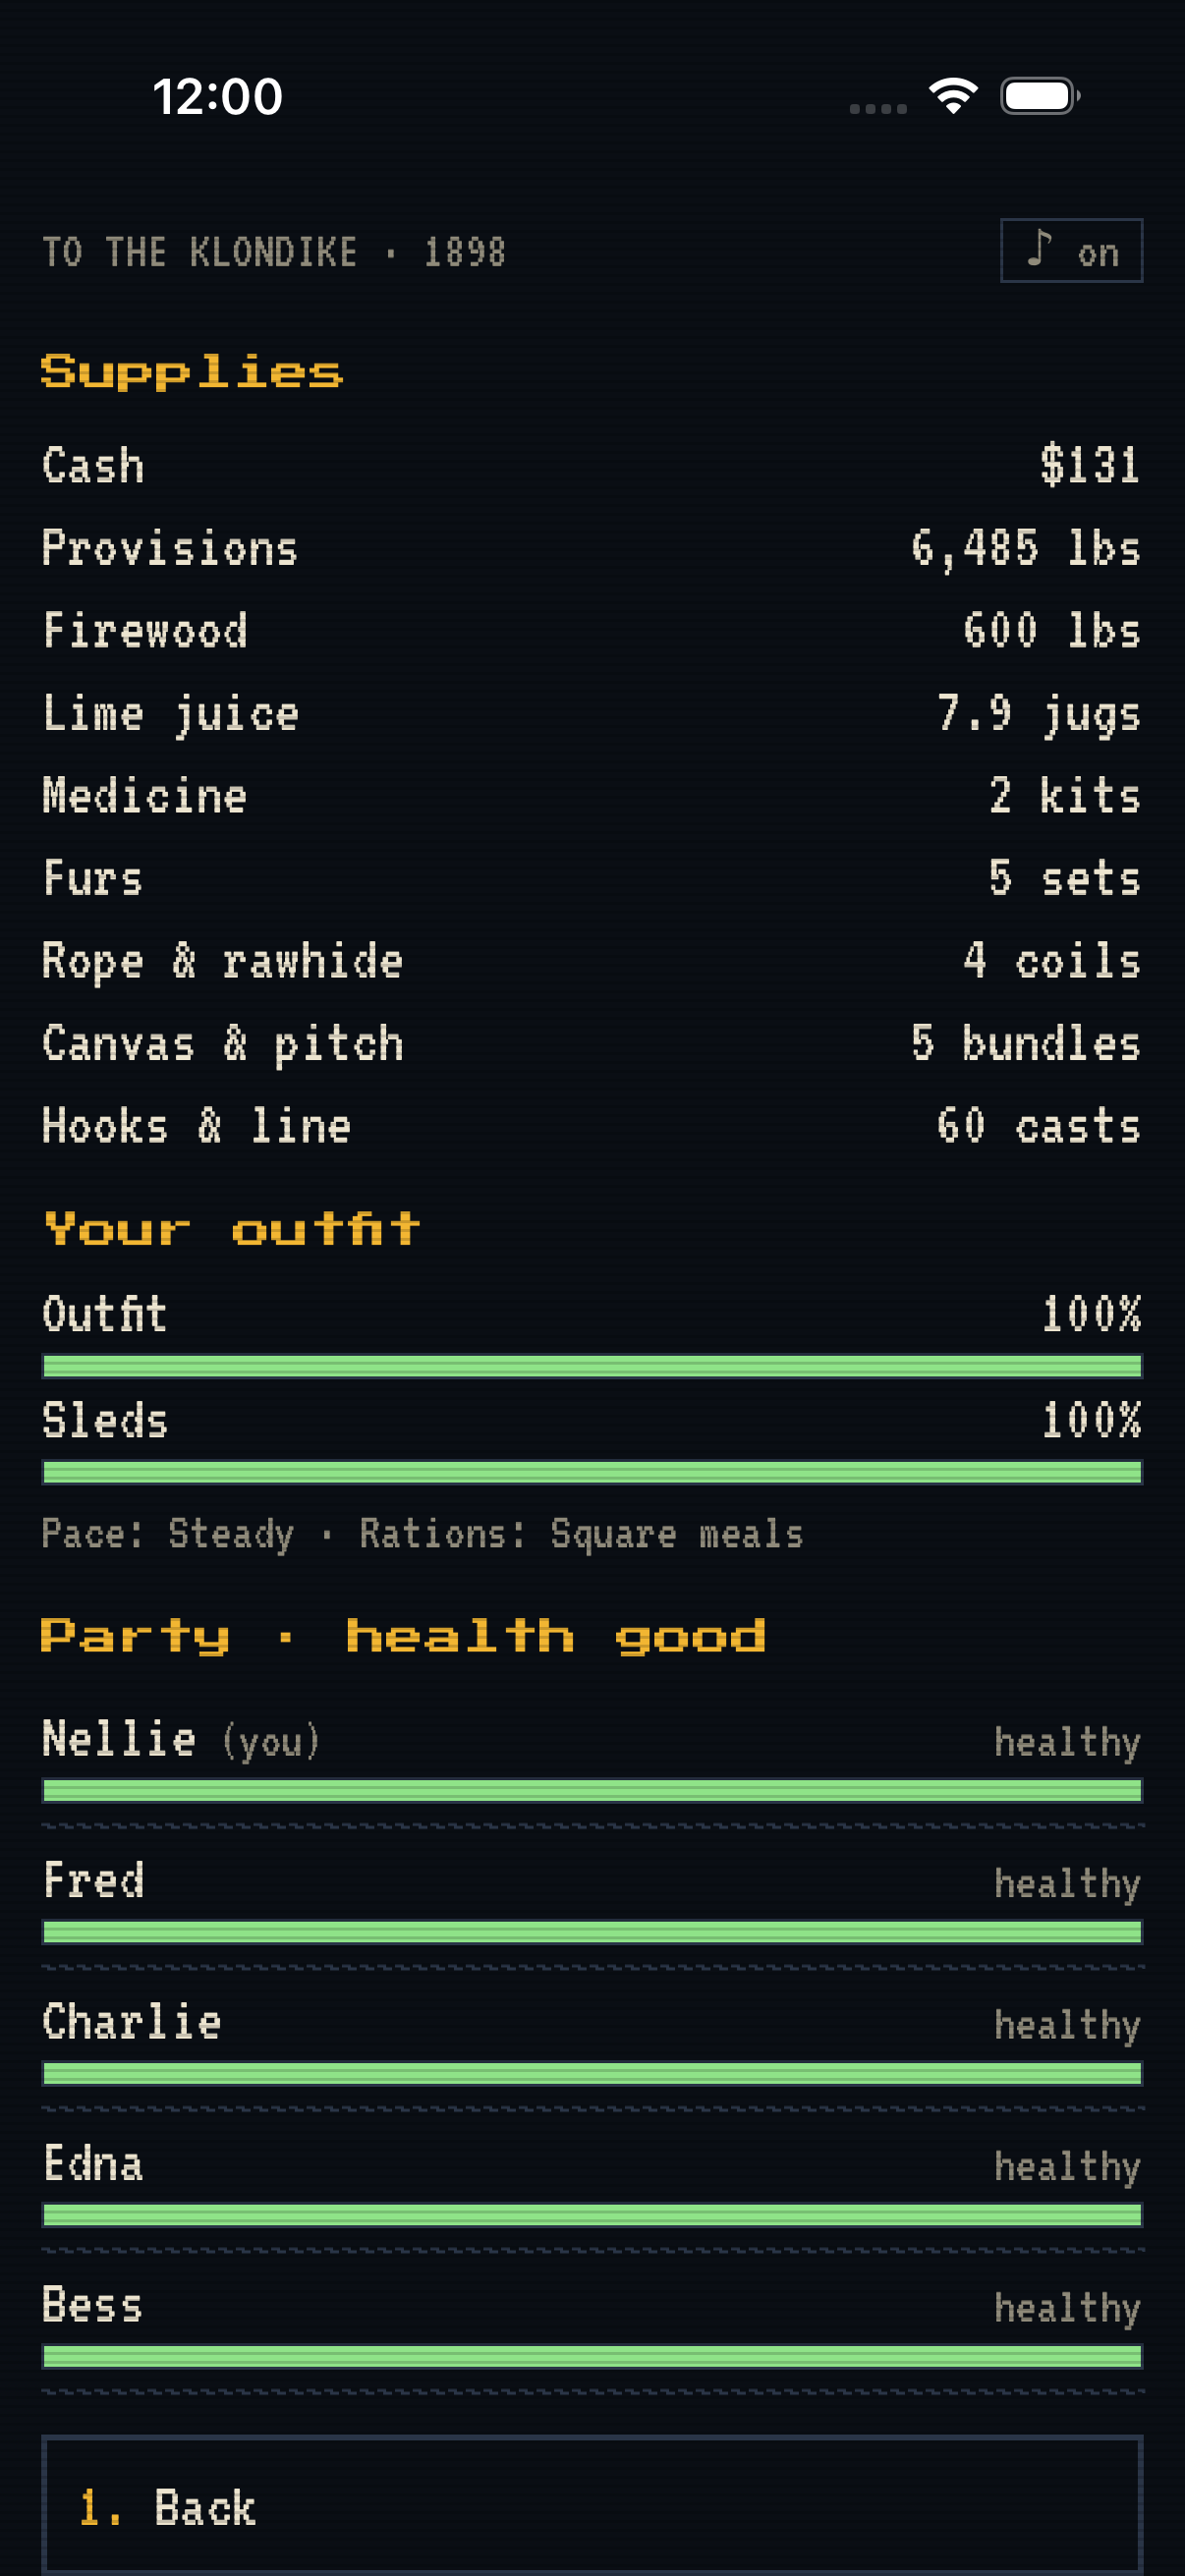 12:00
TO THE KLONDIKE · 1898
♪ on
Supplies
Cash $131
Provisions 6,485 lbs
Firewood 600 lbs
Lime juice 7.9 jugs
Medicine 2 kits
Furs 5 sets
Rope & rawhide 4 coils
Canvas & pitch 5 bundles
Hooks & line 60 casts
Your outfit
Outfit 100%
Sleds 100%
Pace: Steady · Rations: Square meals
Party · health good
Nellie (you) healthy
Fred healthy
Charlie healthy
Edna healthy
Bess healthy
1. Back